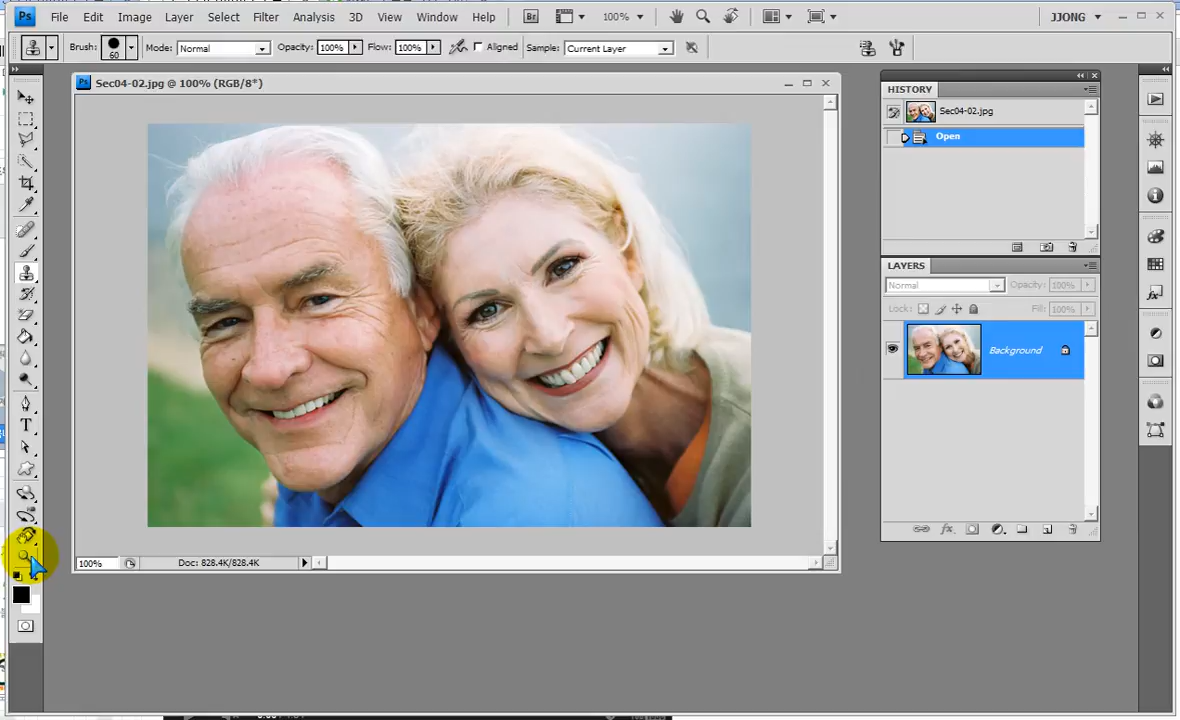 Ps File Edit Image Layer Select Filter Analysis 3D View Window Help Br 100% JJONG
Brush: 60 Mode: Normal Opacity: 100% Flow: 100% Aligned Sample: Current Layer
Ps Sec04-02.jpg @ 100% (RGB/8*)
HISTORY
Sec04-02.jpg
Open
LAYERS
Normal Opacity: 100%
Lock: Fill: 100%
Background
T
100% Doc: 828.4K/828.4K